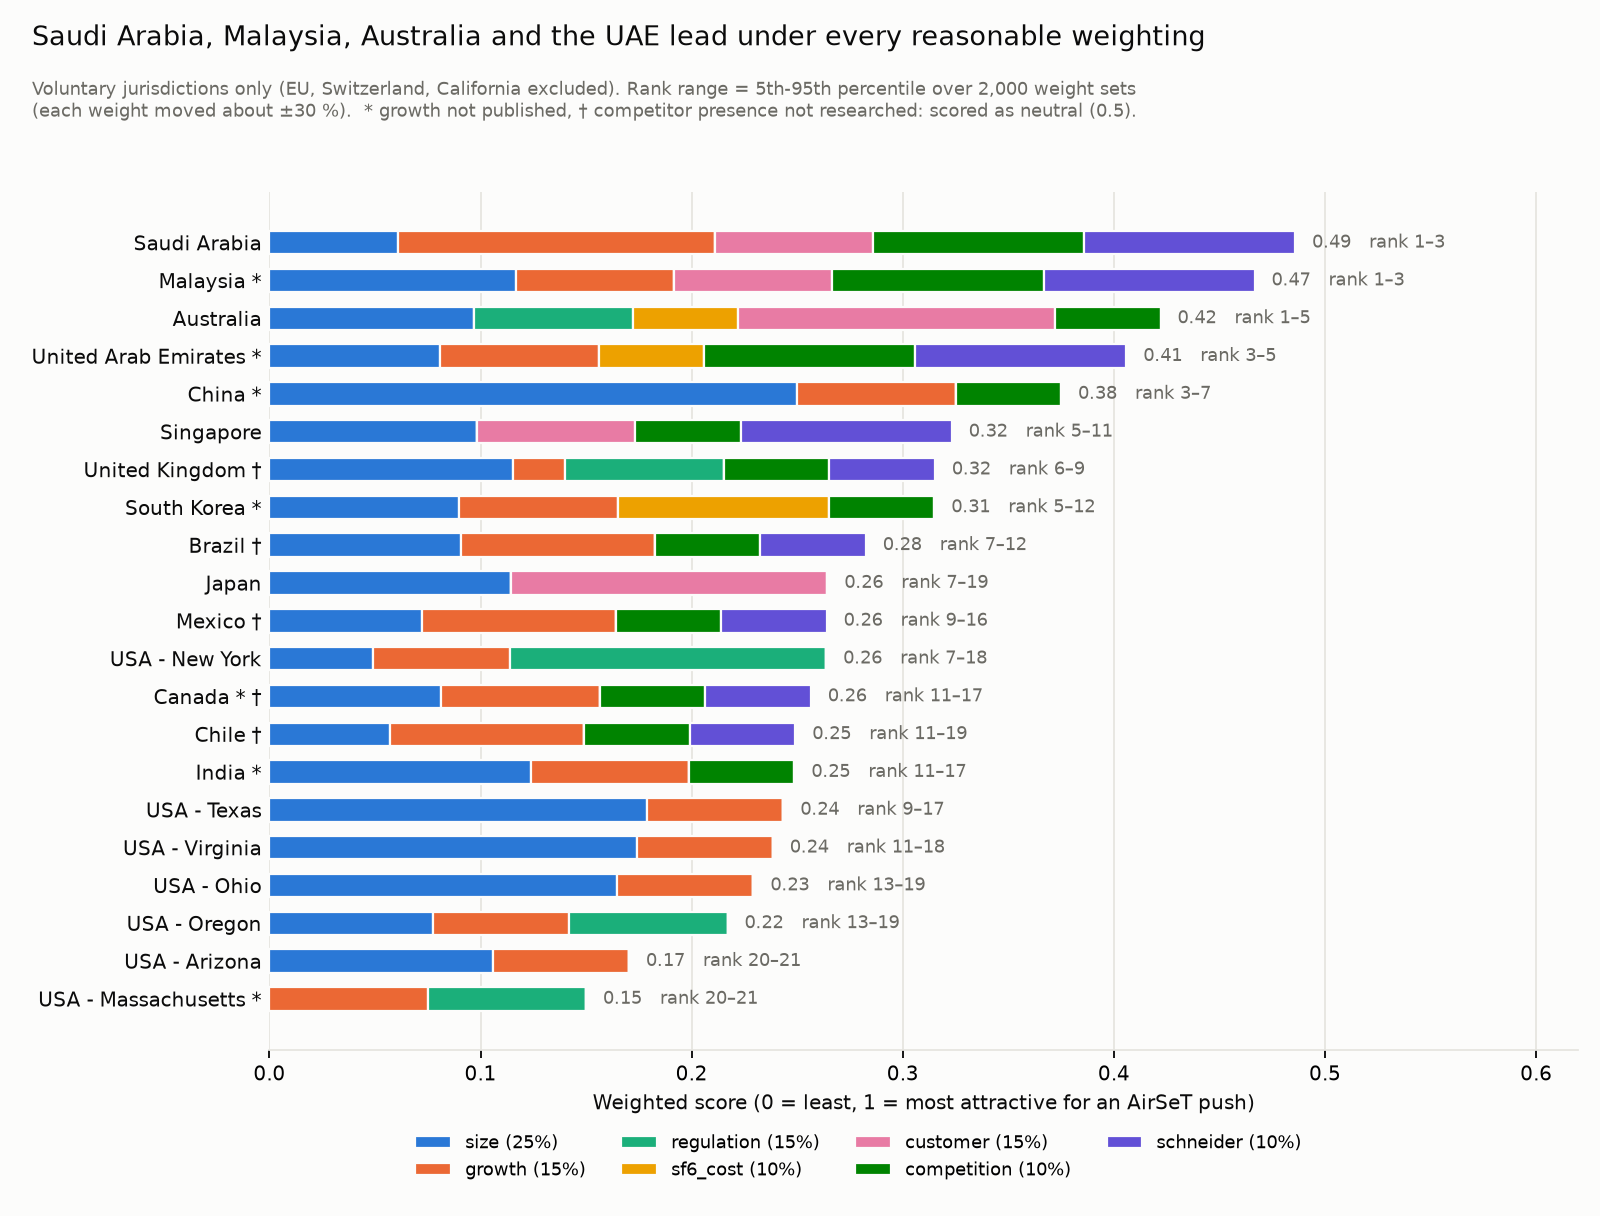 Saudi Arabia, Malaysia, Australia and the UAE lead under every reasonable weighting
Voluntary jurisdictions only (EU, Switzerland, California excluded). Rank range = 5th-95th percentile over 2,000 weight sets
(each weight moved about ±30 %).  * growth not published, † competitor presence not researched: scored as neutral (0.5).
Saudi Arabia 0.49 rank 1–3
Malaysia * 0.47 rank 1–3
Australia 0.42 rank 1–5
United Arab Emirates * 0.41 rank 3–5
China * 0.38 rank 3–7
Singapore 0.32 rank 5–11
United Kingdom † 0.32 rank 6–9
South Korea * 0.31 rank 5–12
Brazil † 0.28 rank 7–12
Japan 0.26 rank 7–19
Mexico † 0.26 rank 9–16
USA - New York 0.26 rank 7–18
Canada * † 0.26 rank 11–17
Chile † 0.25 rank 11–19
India * 0.25 rank 11–17
USA - Texas 0.24 rank 9–17
USA - Virginia 0.24 rank 11–18
USA - Ohio 0.23 rank 13–19
USA - Oregon 0.22 rank 13–19
USA - Arizona 0.17 rank 20–21
USA - Massachusetts * 0.15 rank 20–21
0.0 0.1 0.2 0.3 0.4 0.5 0.6
Weighted score (0 = least, 1 = most attractive for an AirSeT push)
size (25%) regulation (15%) customer (15%) schneider (10%)
growth (15%) sf6_cost (10%) competition (10%)